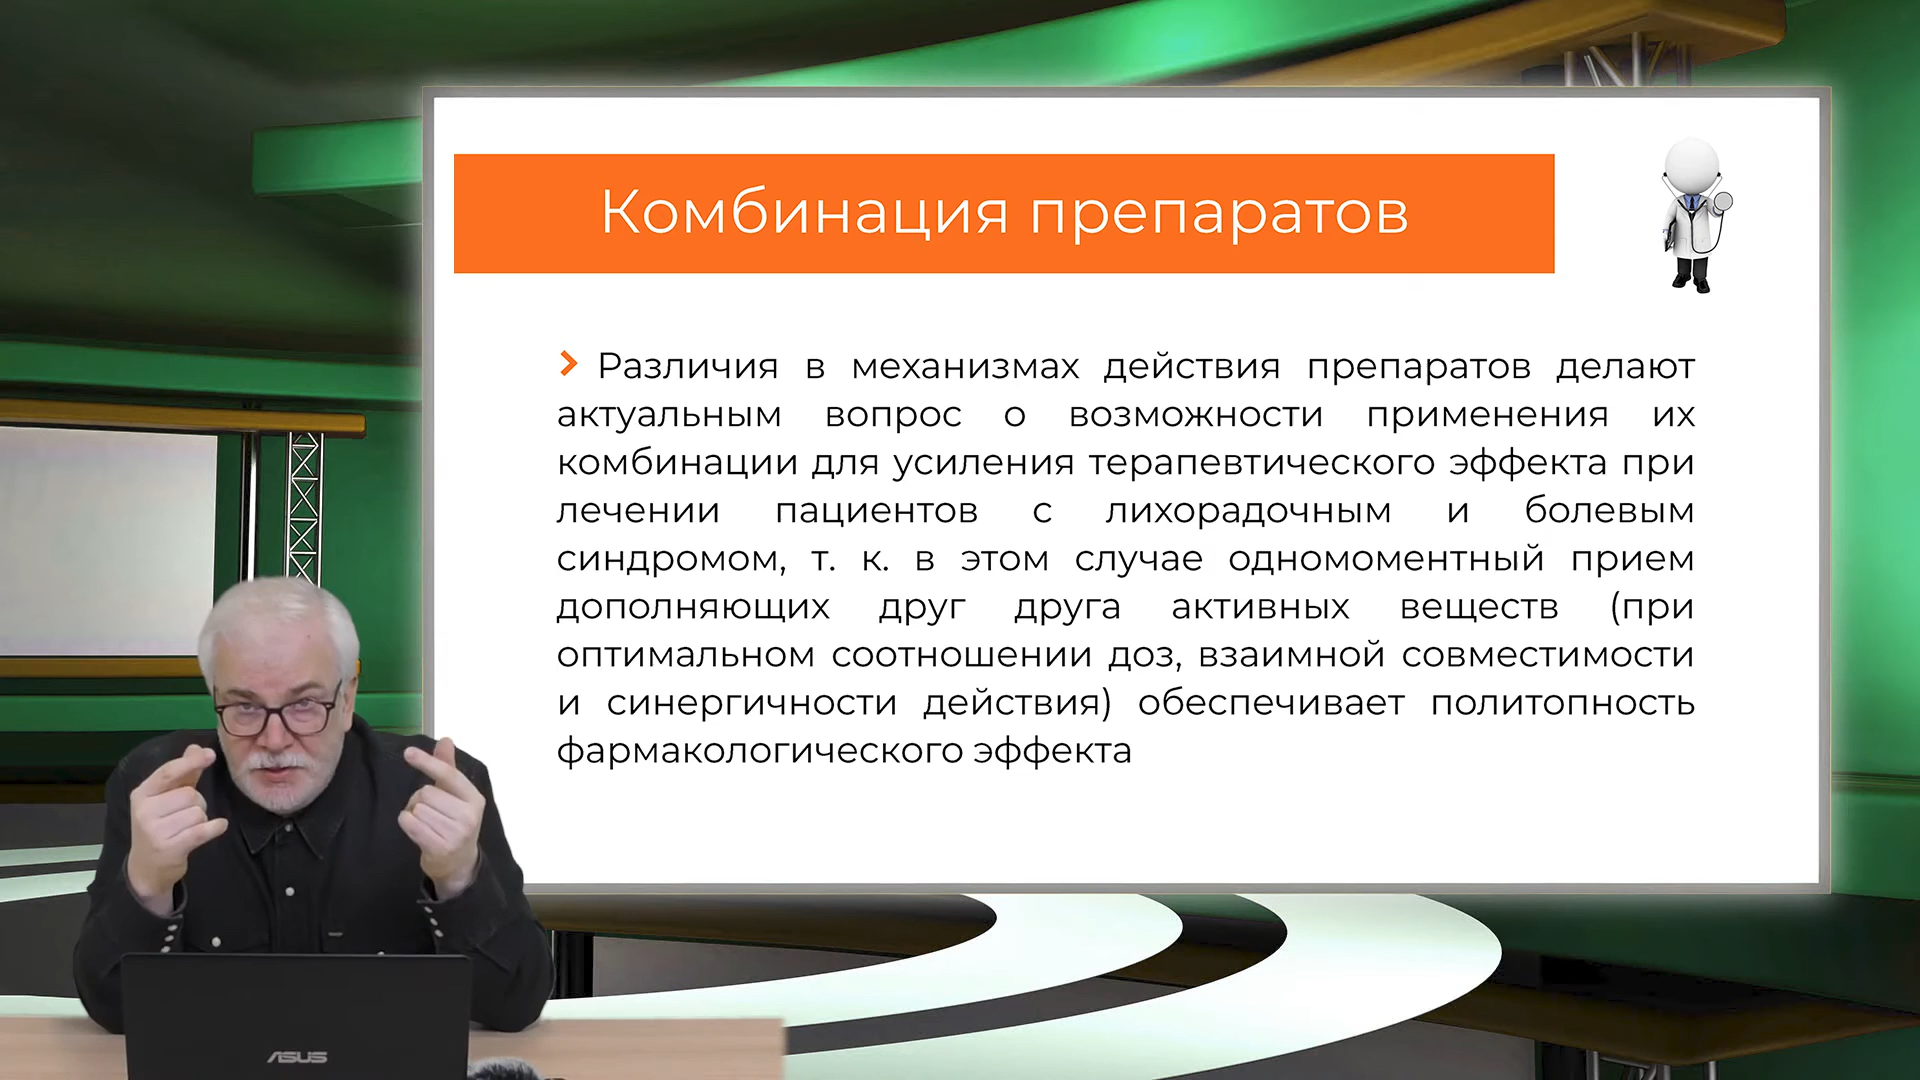 Комбинация препаратов
Различия в механизмах действия препаратов делают
актуальным вопрос о возможности применения их
комбинации для усиления терапевтического эффекта при
лечении пациентов с лихорадочным и болевым
синдромом, т. к. в этом случае одномоментный прием
дополняющих друг друга активных веществ (при
оптимальном соотношении доз, взаимной совместимости
и синергичности действия) обеспечивает политопность
фармакологического эффекта
ASUS